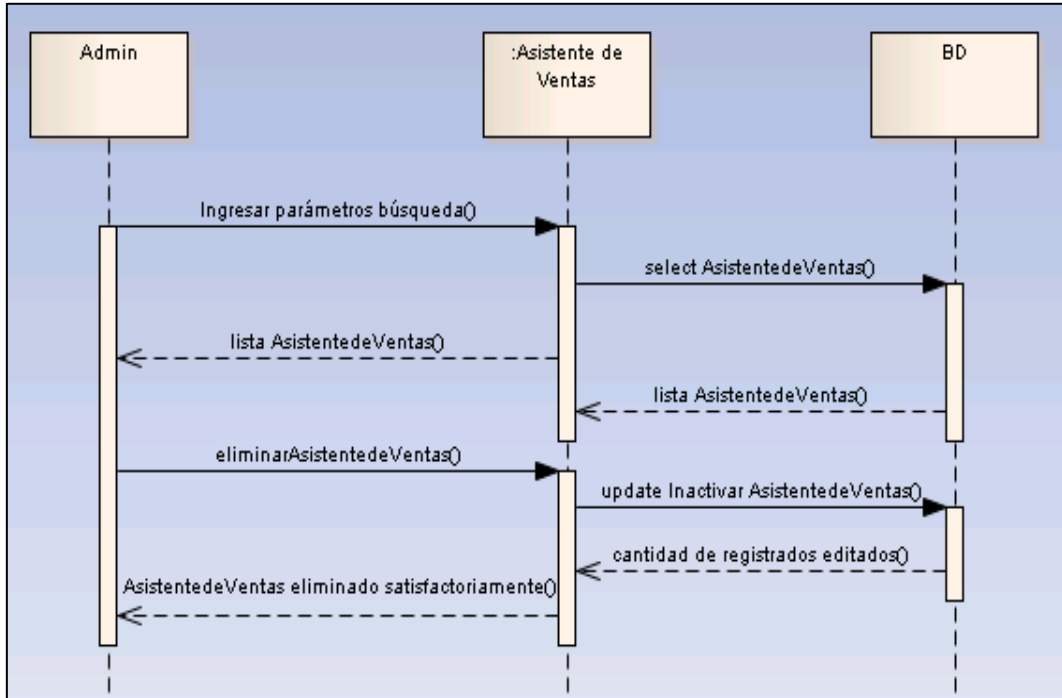 Admin
:Asistente de
Ventas
BD
Ingresar parámetros búsqueda()
select AsistentedeVentas()
lista AsistentedeVentas()
lista AsistentedeVentas()
eliminarAsistentedeVentas()
update Inactivar AsistentedeVentas()
cantidad de registrados editados()
AsistentedeVentas eliminado satisfactoriamente()